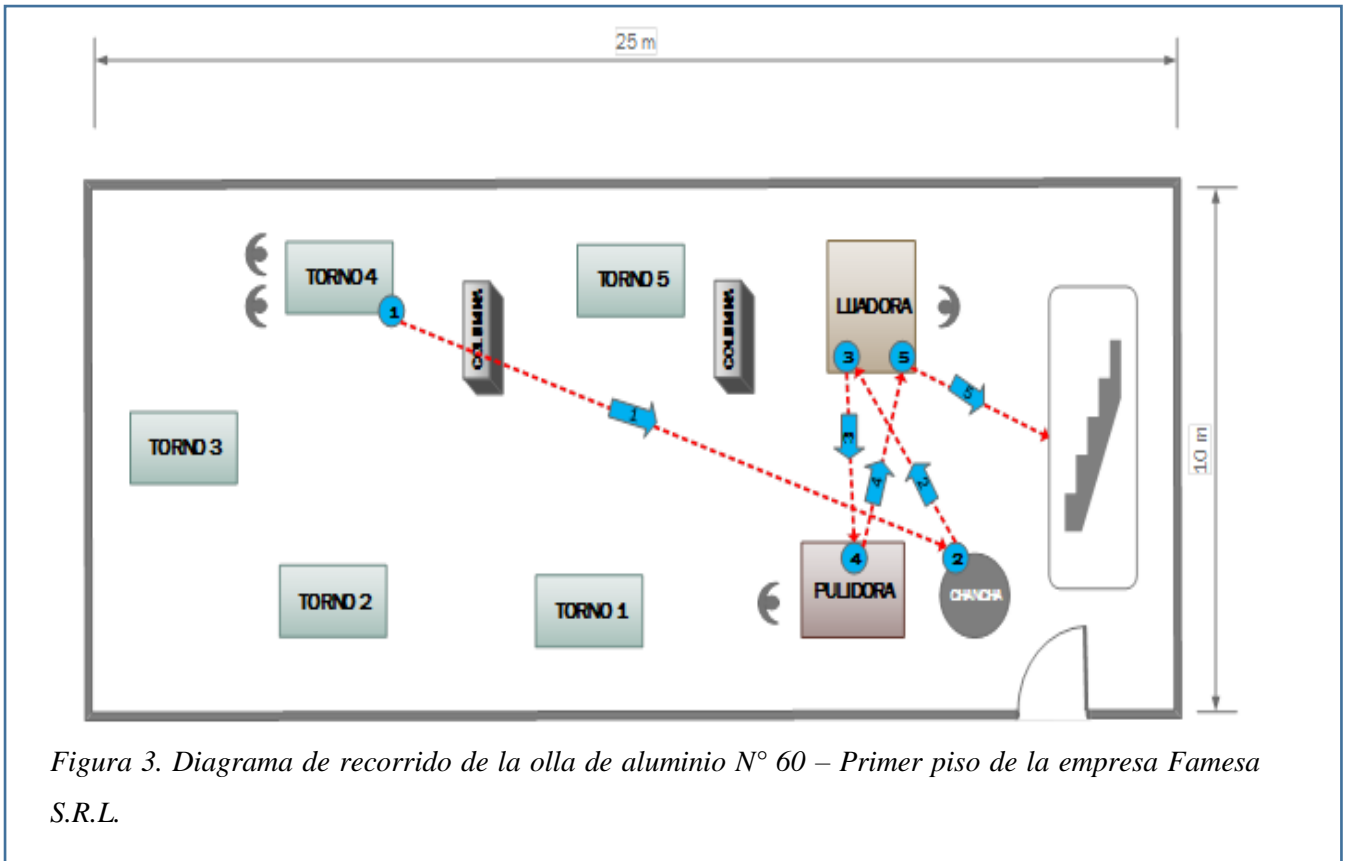 25 m
TORNO 4
TORNO 5
LIJADORA
COLUMNA
COLUMNA
1
3
5
5
1
3
10 m
TORNO 3
4
2
4
2
TORNO 2
TORNO 1
PULIDORA
CHANCHA
Figura 3. Diagrama de recorrido de la olla de aluminio N° 60 – Primer piso de la empresa Famesa
S.R.L.